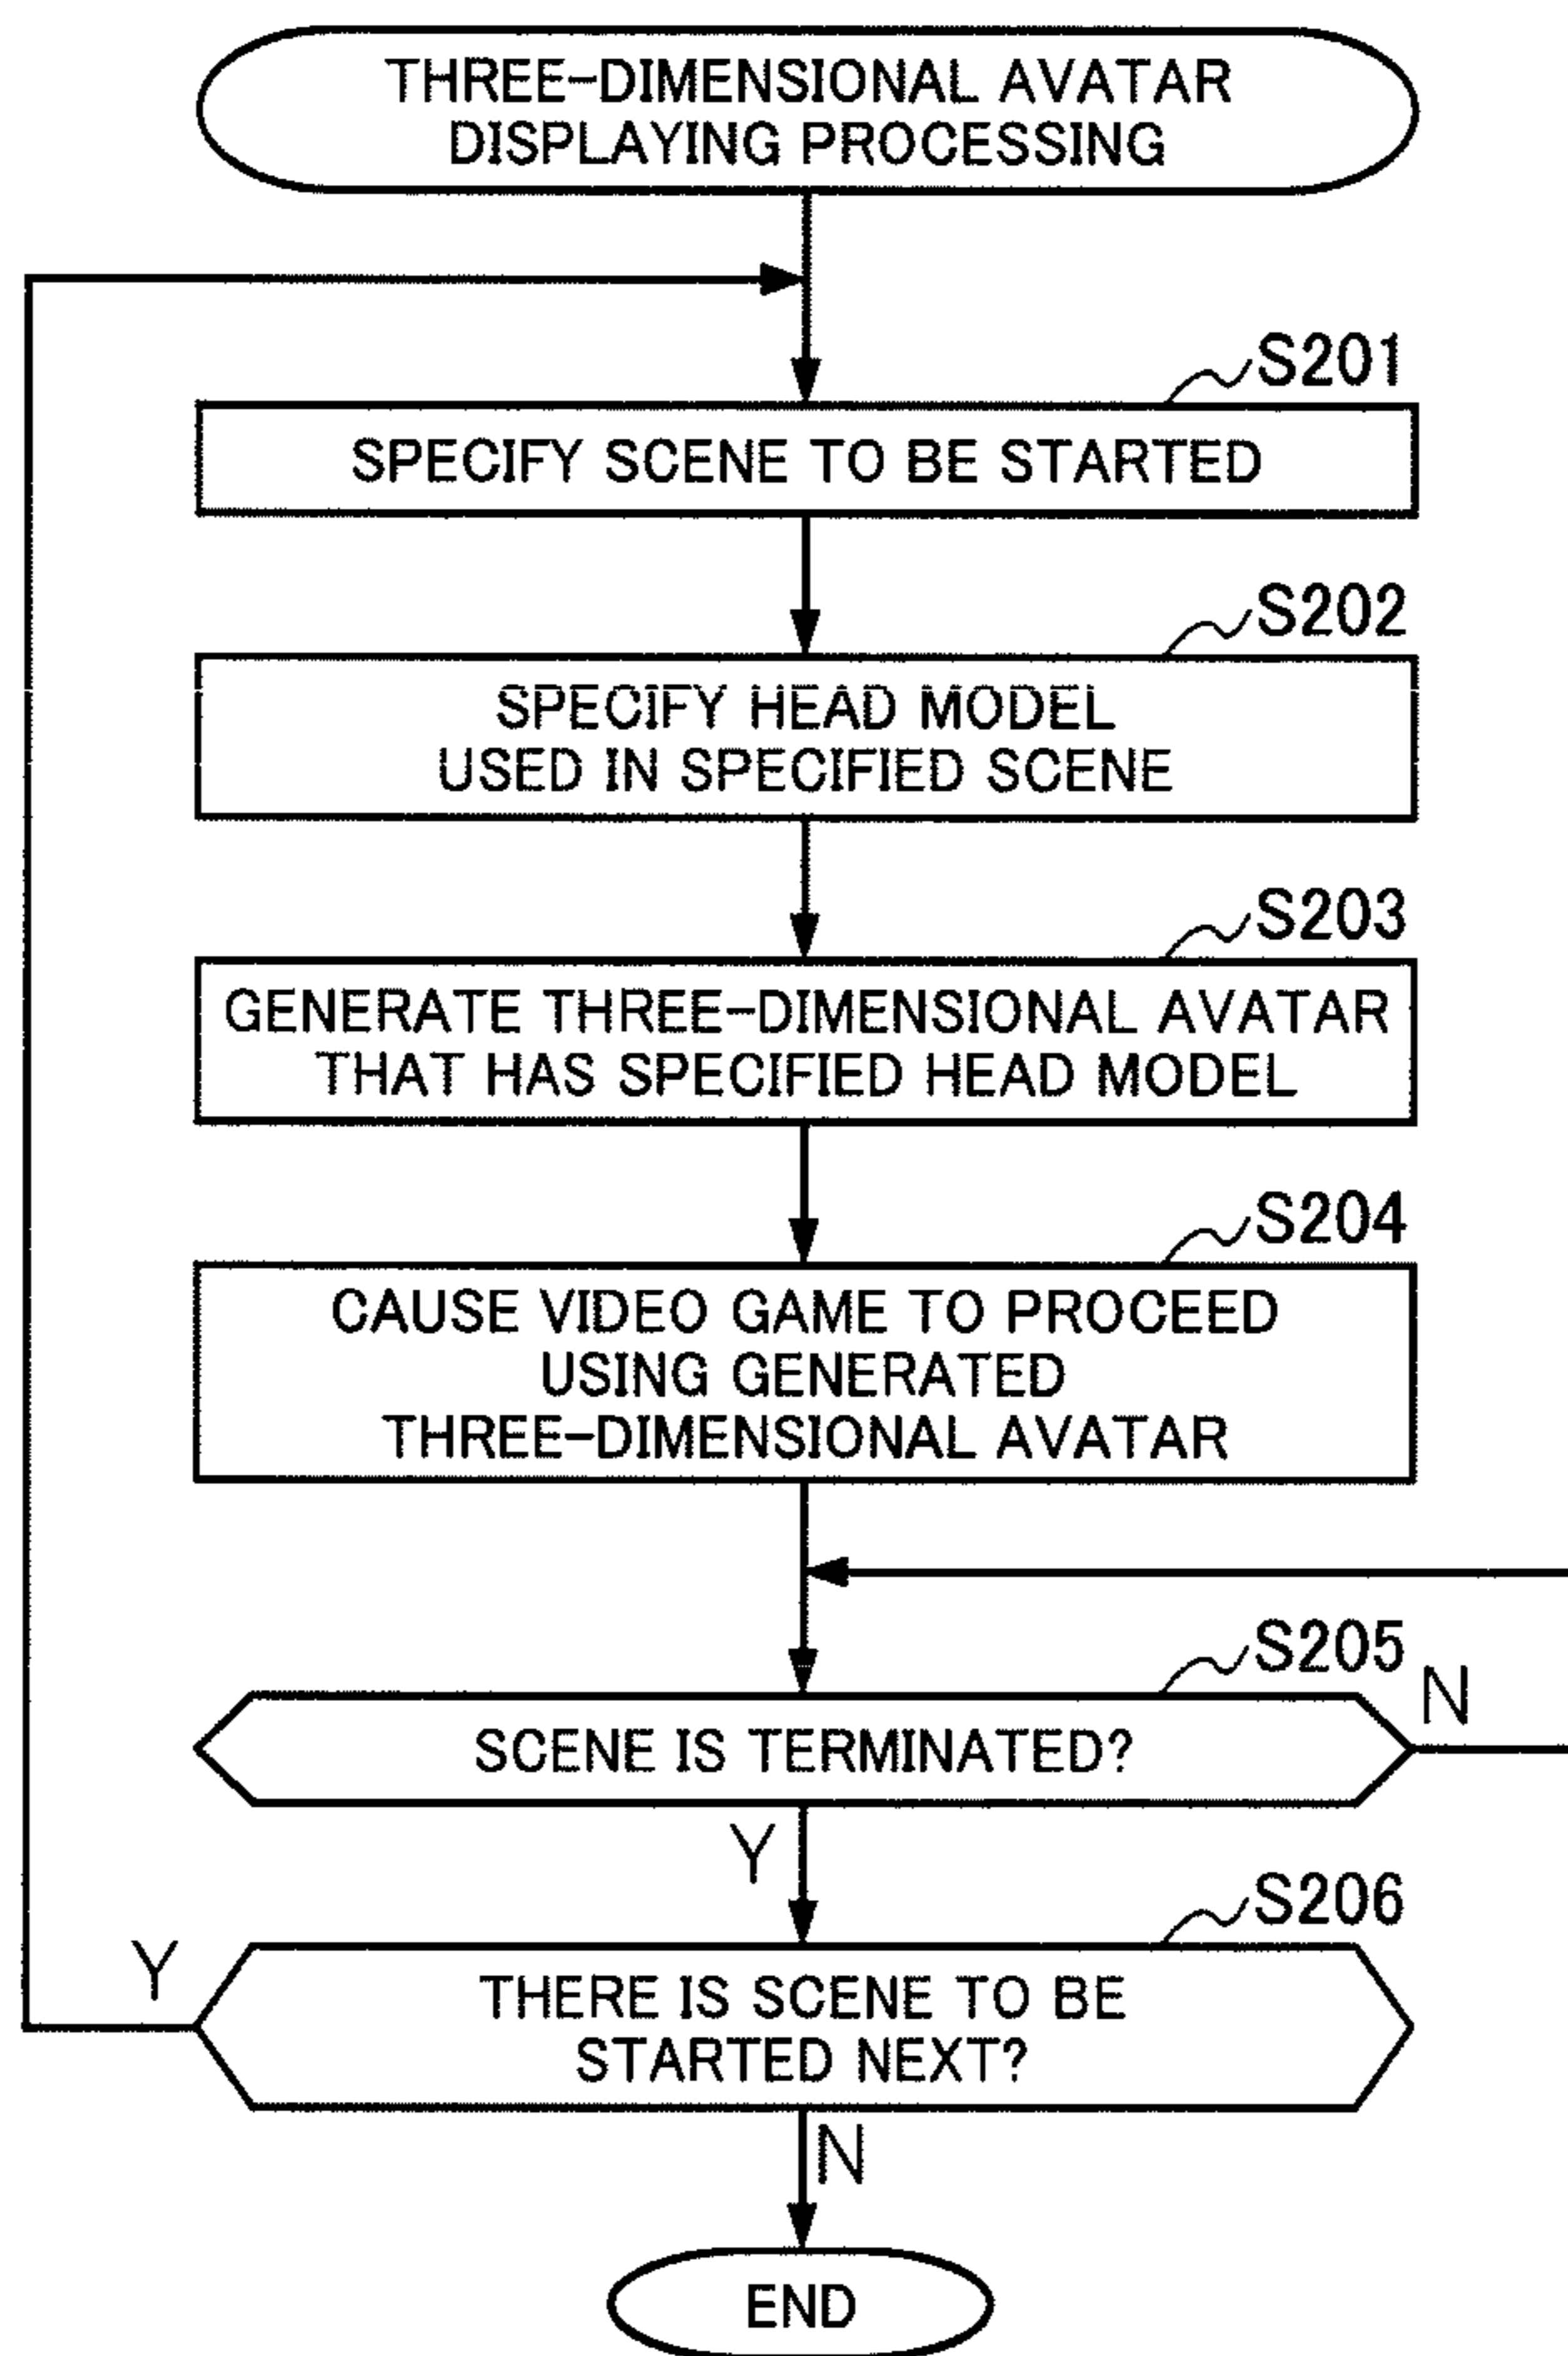 THREE-DIMENSIONAL AVATAR
DISPLAYING PROCESSING
S201
SPECIFY SCENE TO BE STARTED
S202
SPECIFY HEAD MODEL
USED IN SPECIFIED SCENE
S203
GENERATE THREE-DIMENSIONAL AVATAR
THAT HAS SPECIFIED HEAD MODEL
S204
CAUSE VIDEO GAME TO PROCEED
USING GENERATED
THREE-DIMENSIONAL AVATAR
S205
N
SCENE IS TERMINATED?
Y
S206
Y
THERE IS SCENE TO BE
STARTED NEXT?
N
END